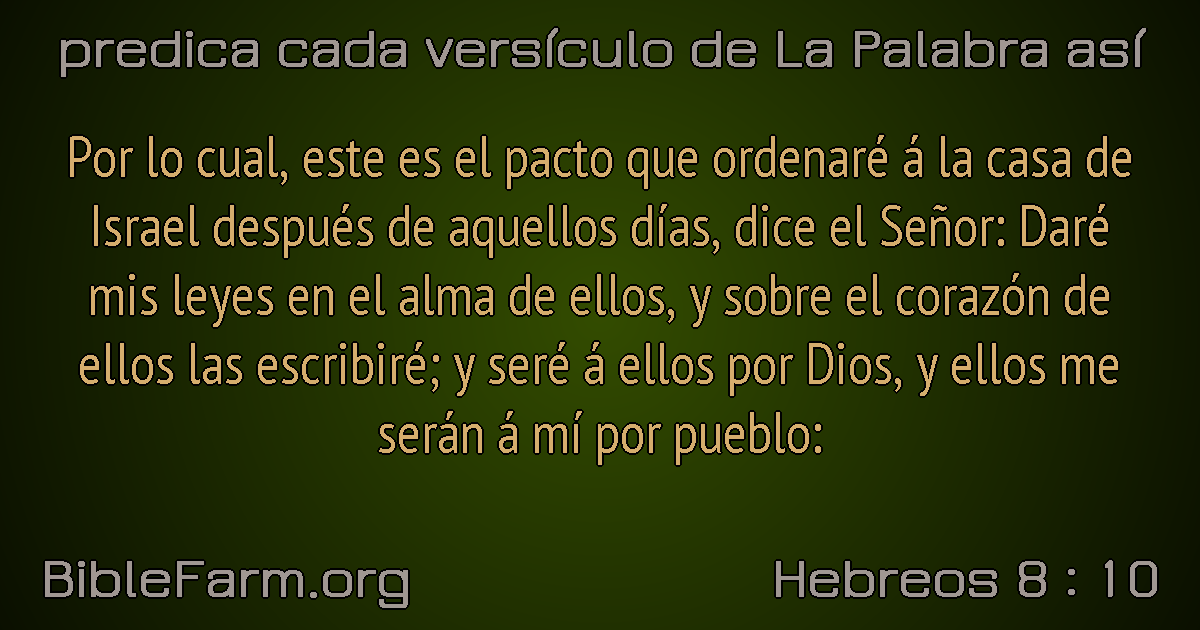 predica cada versículo de La Palabra así
Por lo cual, este es el pacto que ordenaré á la casa de
Israel después de aquellos días, dice el Señor: Daré
mis leyes en el alma de ellos, y sobre el corazón de
ellos las escribiré; y seré á ellos por Dios, y ellos me
serán á mí por pueblo:
BibleFarm.org
Hebreos 8 : 10